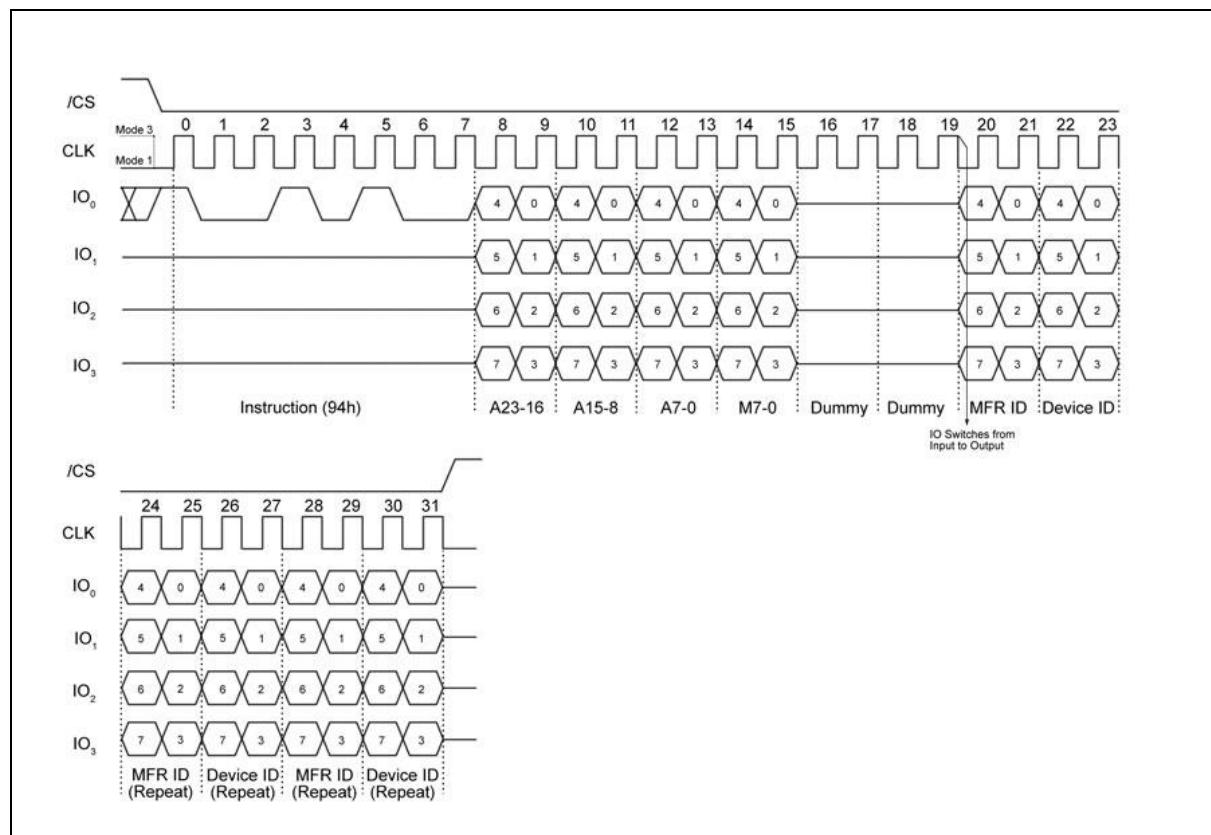 /CS
Mode 3
0 1 2 3 4 5 6 7 8 9 10 11 12 13 14 15 16 17 18 19 20 21 22 23
CLK
Mode 1
IO0 4 0 4 0 4 0 4 0 4 0 4 0
IO1 5 1 5 1 5 1 5 1 5 1 5 1
IO2 6 2 6 2 6 2 6 2 6 2 6 2
IO3 7 3 7 3 7 3 7 3 7 3 7 3
Instruction (94h) A23-16 A15-8 A7-0 M7-0 Dummy Dummy MFR ID Device ID
IO Switches from
Input to Output
/CS
24 25 26 27 28 29 30 31
CLK
IO0 4 0 4 0 4 0 4 0
IO1 5 1 5 1 5 1 5 1
IO2 6 2 6 2 6 2 6 2
IO3 7 3 7 3 7 3 7 3
MFR ID Device ID MFR ID Device ID
(Repeat) (Repeat) (Repeat) (Repeat)